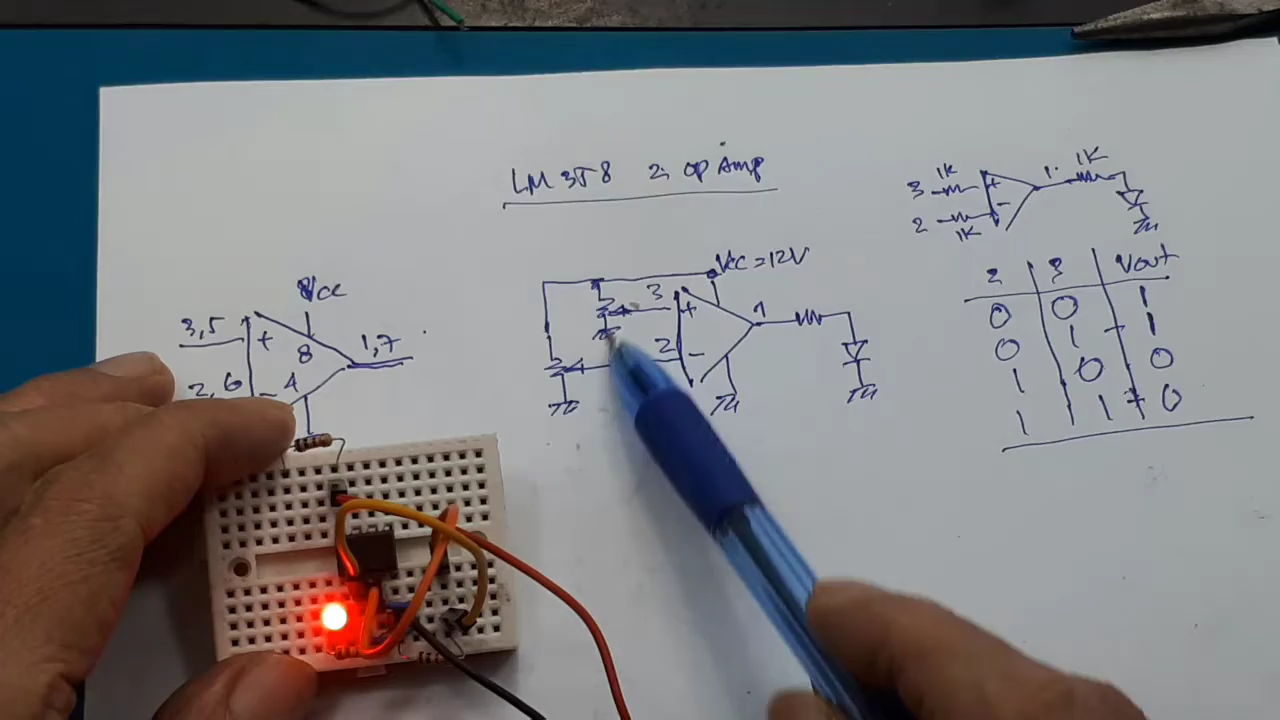 LM358 2 OP Amp
Vcc
3,5
+
8
1,7
2,6
-
4
Vcc=12V
3
+
1
2
-
1K
3
+
1
1K
2
-
1K
2 3 Vout
0 0 1
0 1 1
1 0 0
1 1 0